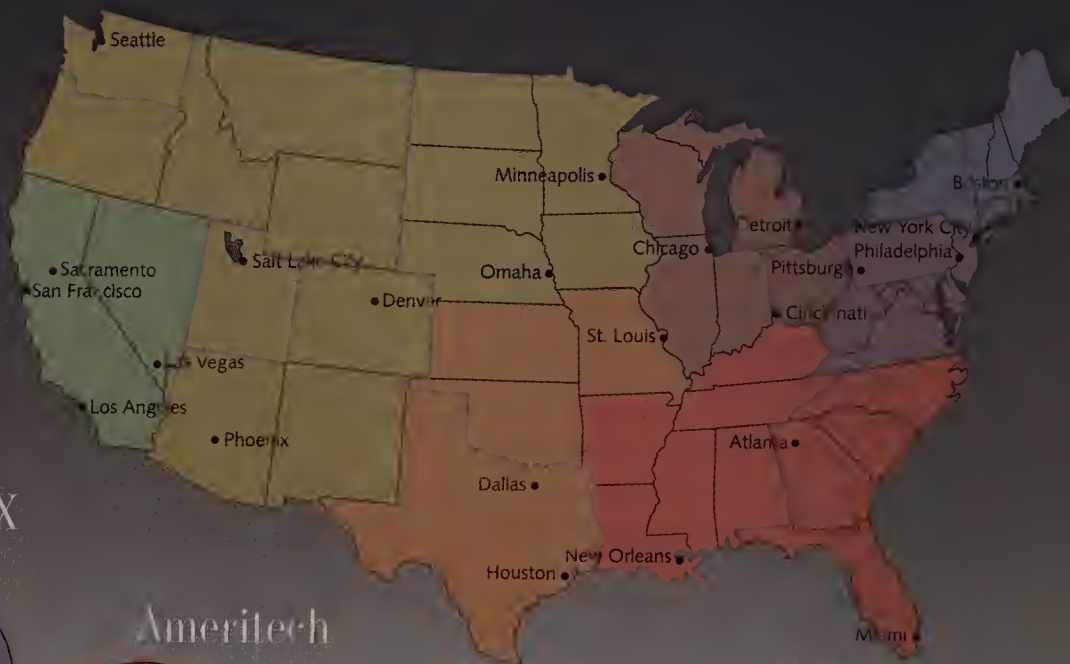 Seattle
Minneapolis
Boston
Detroit
New York City
Chicago
Philadelphia
Salt Lake City
Pittsburg
Sacramento
Omaha
San Francisco
Denver
Cincinnati
St. Louis
Las Vegas
Los Angeles
Phoenix
Atlanta
Dallas
X
New Orleans
Houston
Ameritech
Miami